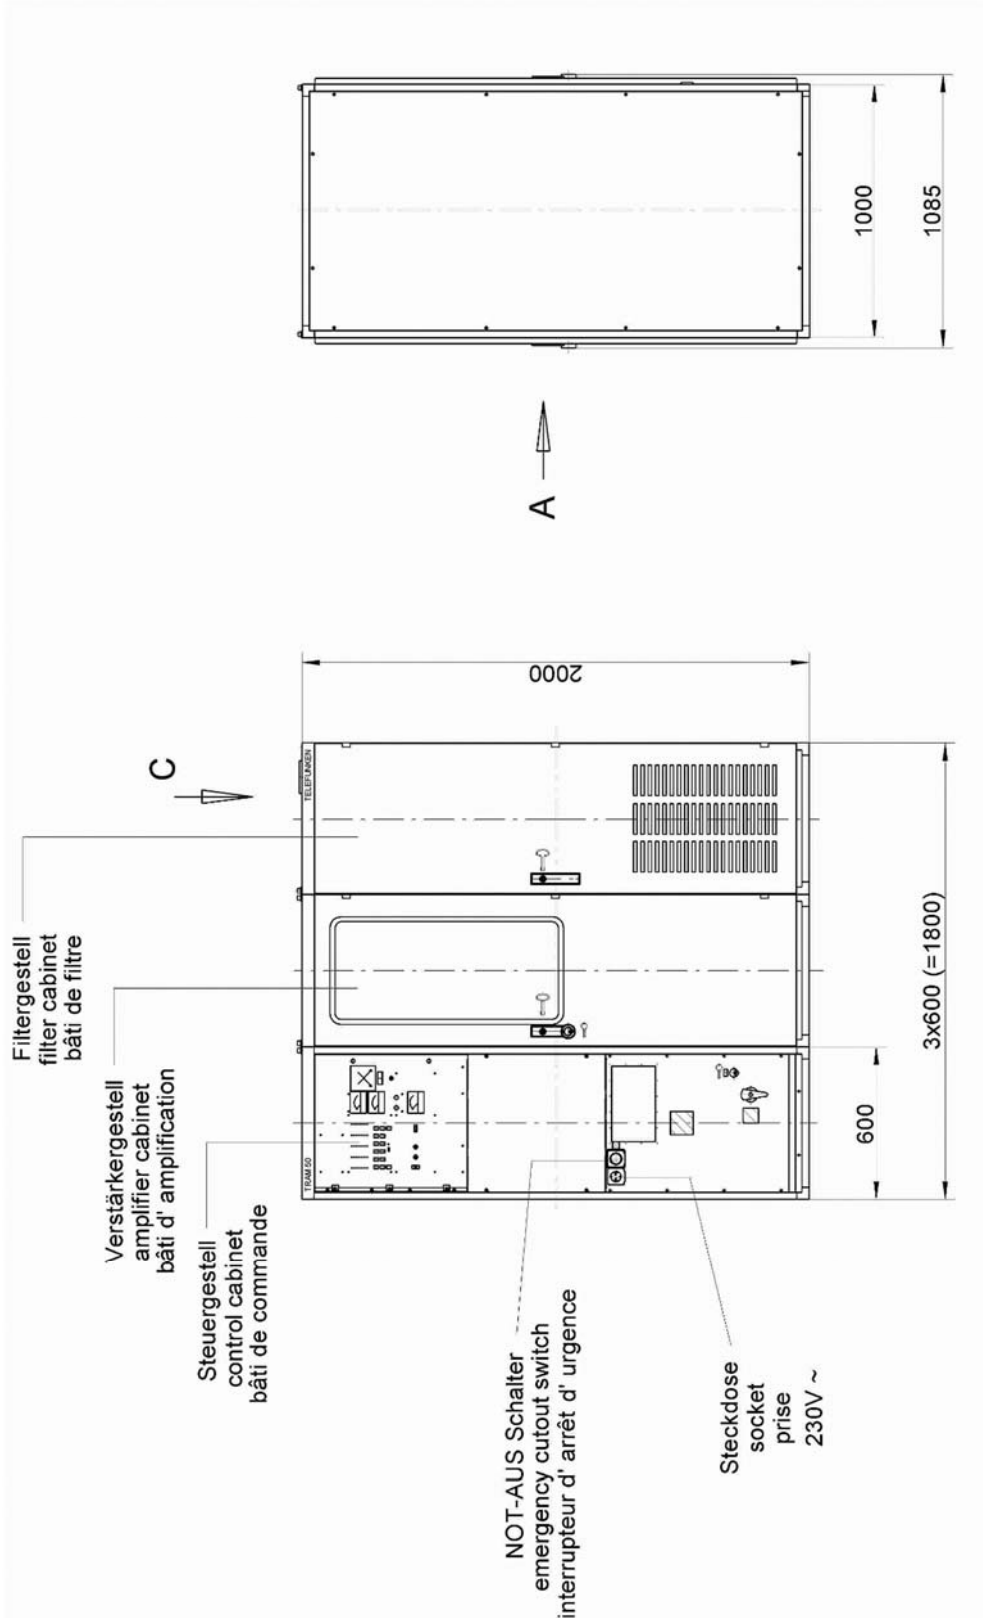 Filtergestell
filter cabinet
bâti de filtre
Verstärkergestell
amplifier cabinet
bâti d' amplification
Steuergestell
control cabinet
bâti de commande
NOT-AUS Schalter
emergency cutout switch
interrupteur d' arrêt d' urgence
Steckdose
socket
prise
230V ~
TRAM 50
TELEFUNKEN
C
2000
600
3x600 (=1800)
A
1000
1085